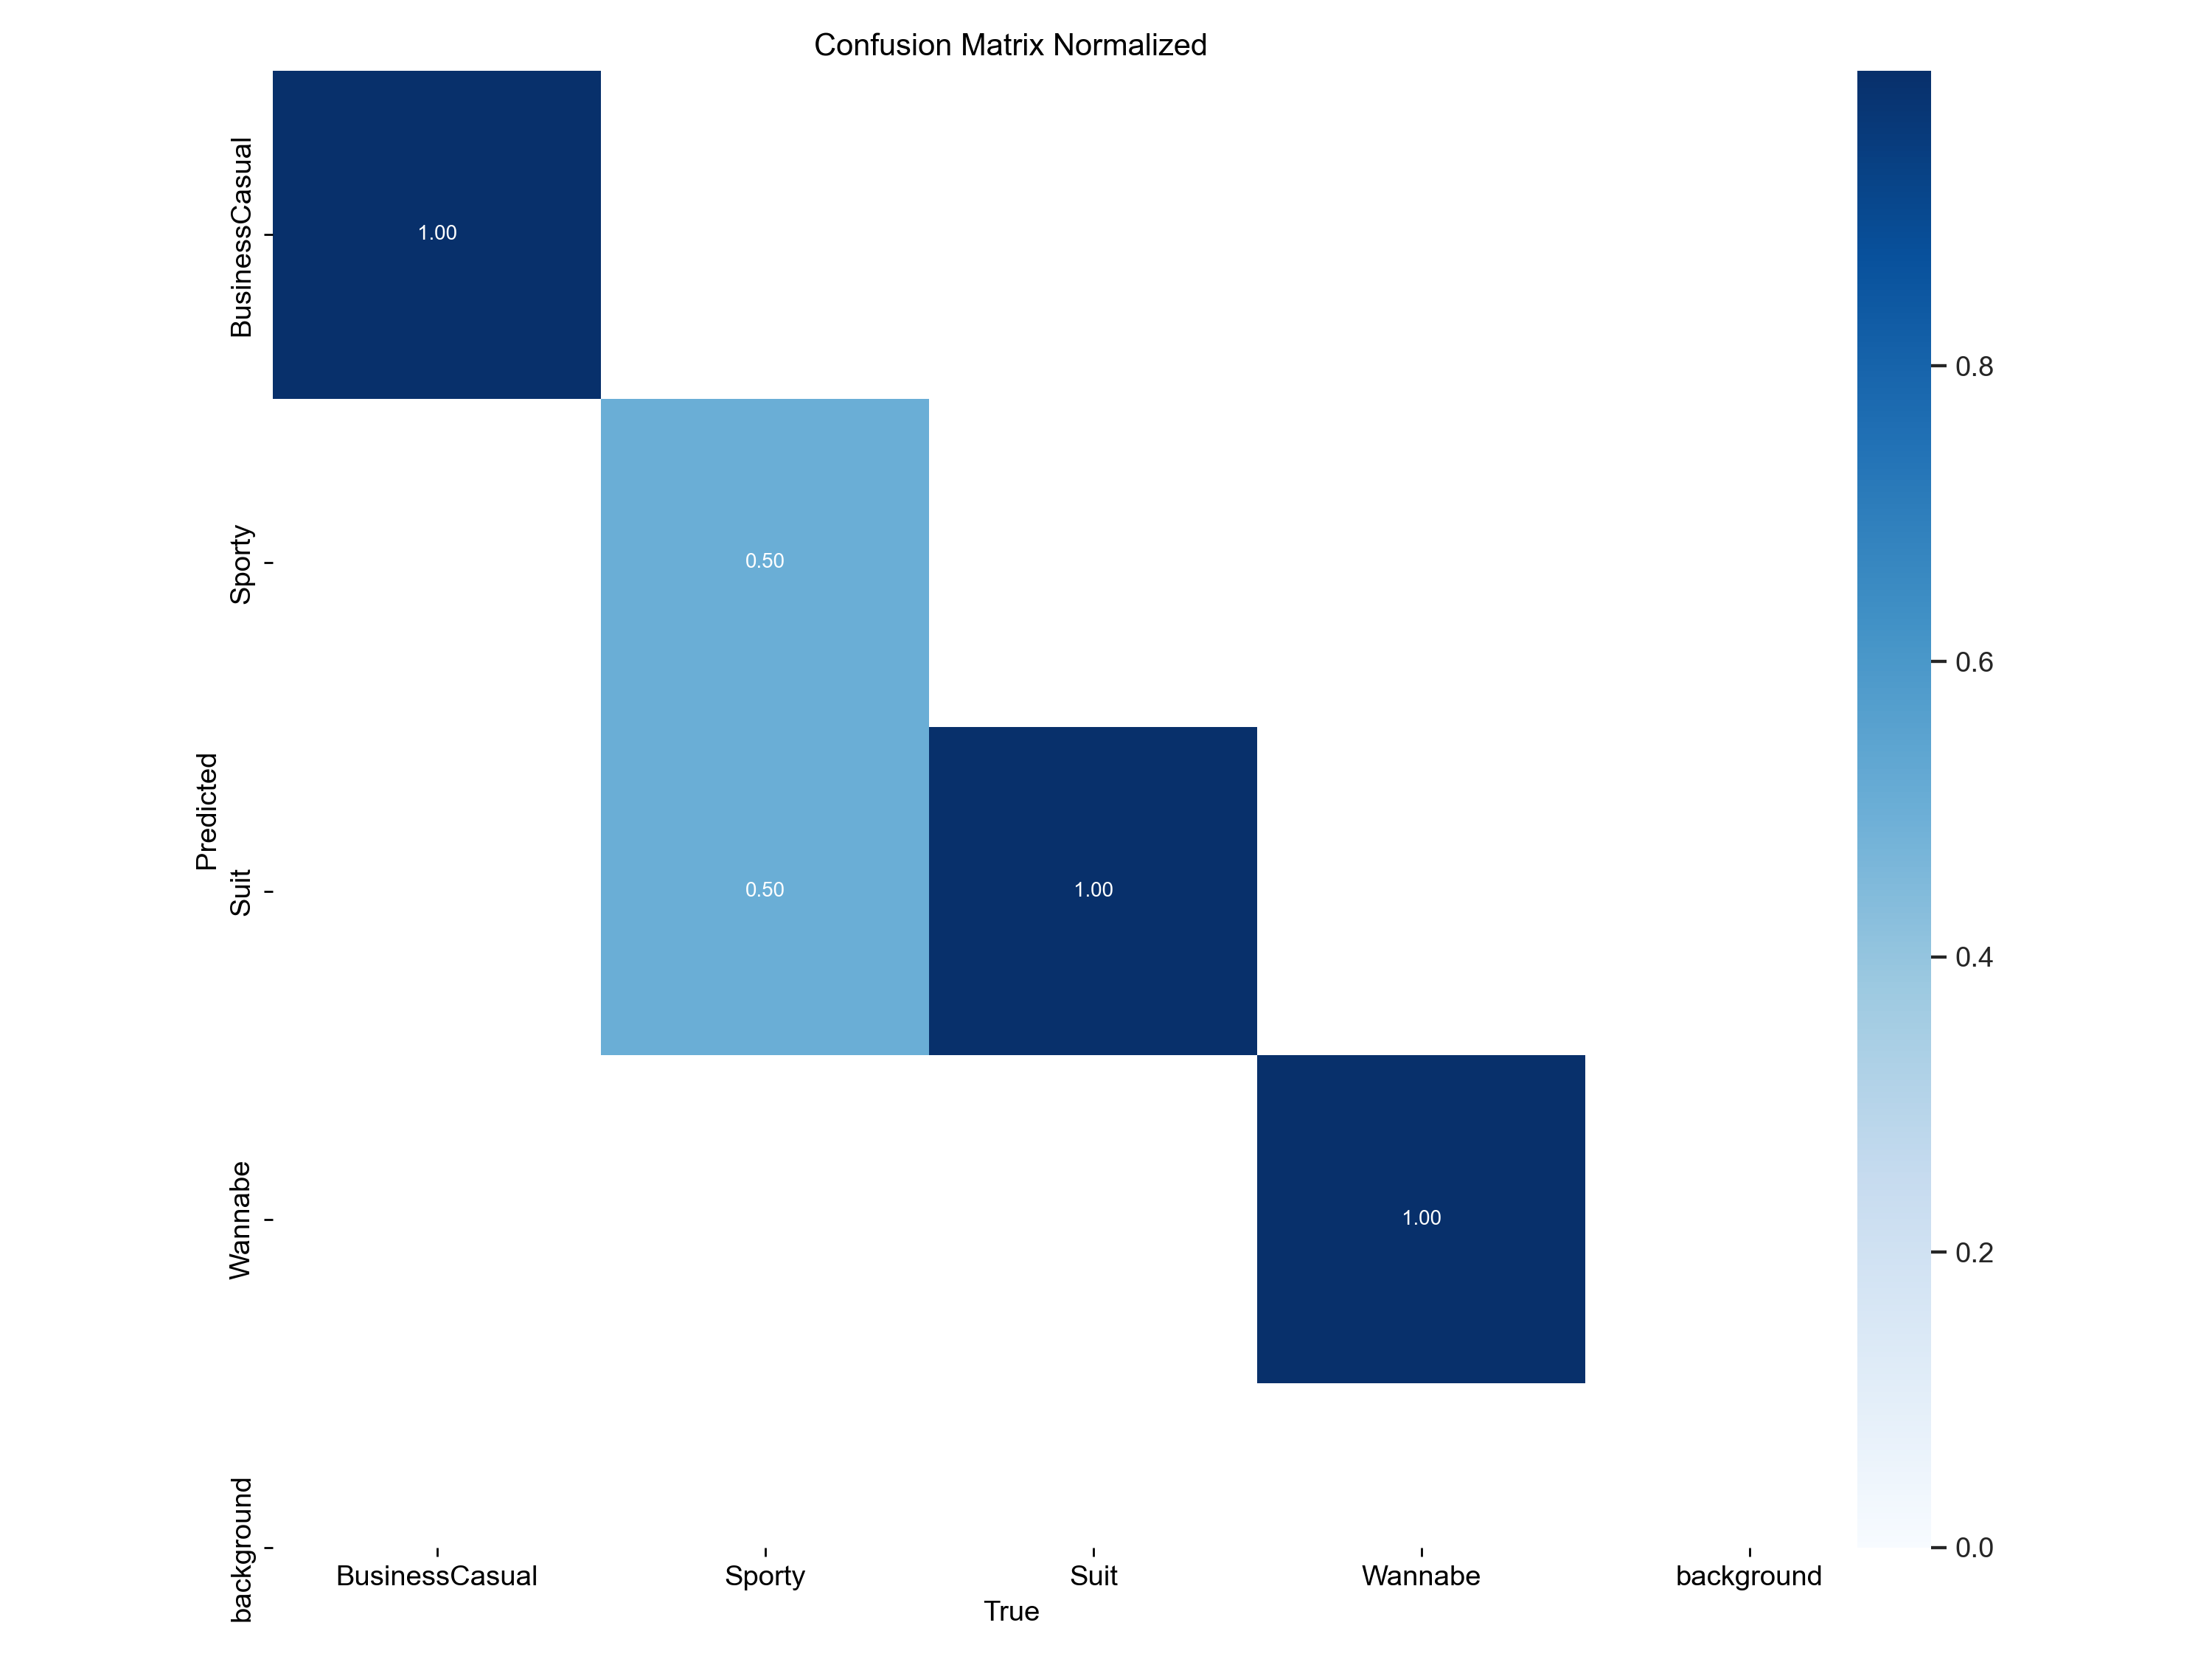 Confusion Matrix Normalized
BusinessCasual
1.00
0.8
Sporty
0.50
0.6
Predicted
Suit
0.50
1.00
0.4
Wannabe
1.00
0.2
background
0.0
BusinessCasual
Sporty
Suit
Wannabe
background
True